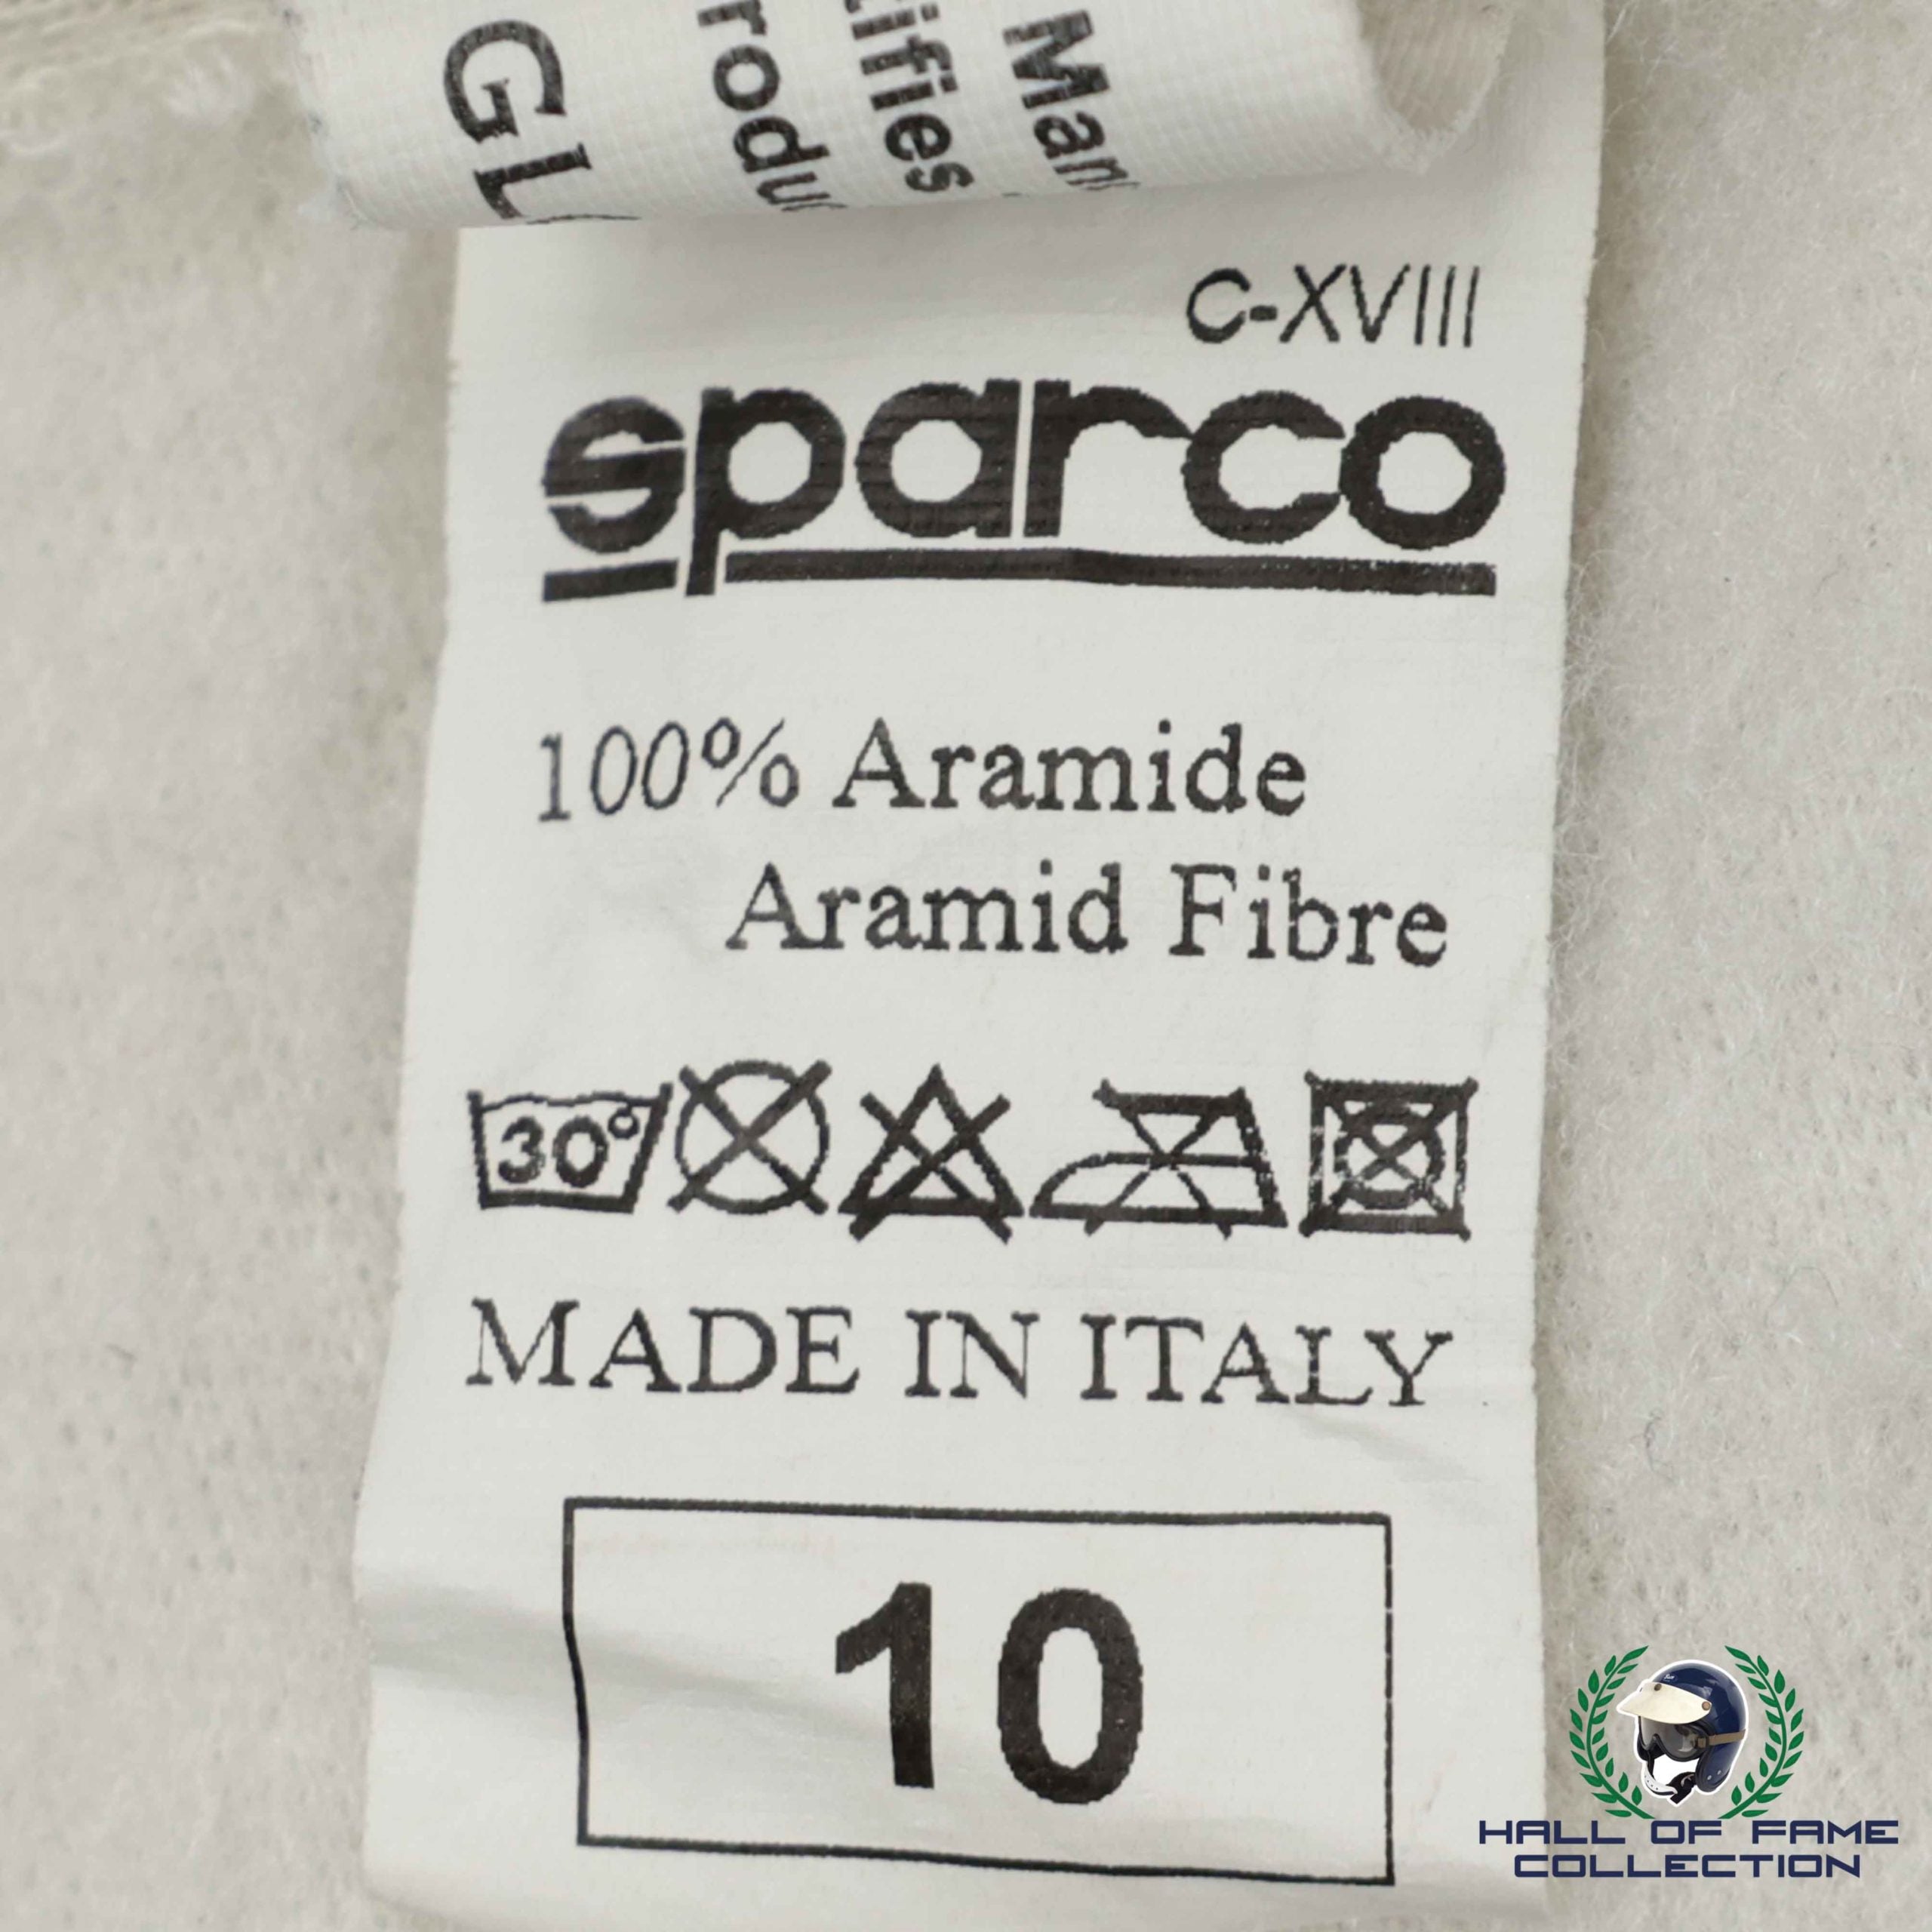 C-XVIII
sparco
100% Aramide
Aramid Fibre
30°
MADE IN ITALY
10
HALL OF FAME
COLLECTION